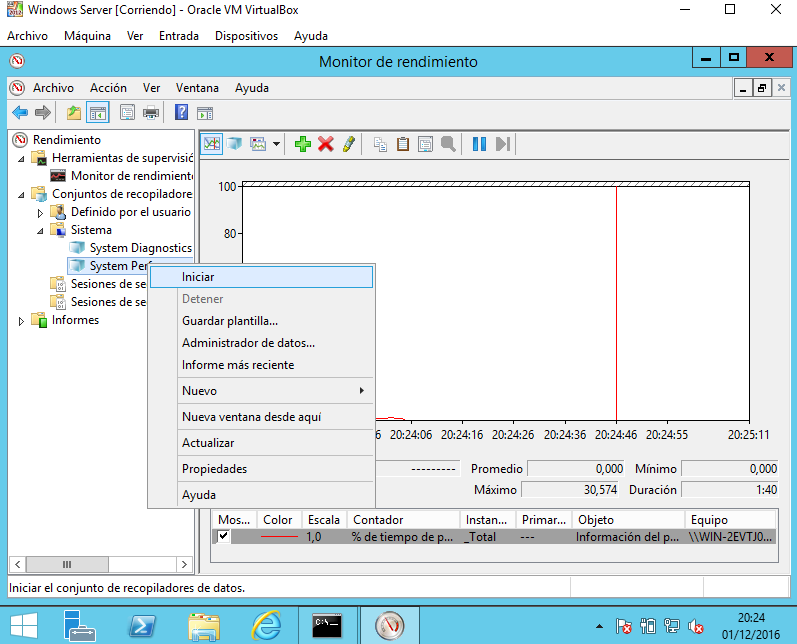 Windows Server [Corriendo] - Oracle VM VirtualBox
Archivo Máquina Ver Entrada Dispositivos Ayuda
Monitor de rendimiento
Archivo Acción Ver Ventana Ayuda
Rendimiento
Herramientas de supervisió
Monitor de rendimient
Conjuntos de recopiladore
Definido por el usuario
Sistema
System Diagnostics
System Per
Sesiones de se
Sesiones de se
Informes
Iniciar
Detener
Guardar plantilla...
Administrador de datos...
Informe más reciente
Nuevo
Nueva ventana desde aquí
Actualizar
Propiedades
Ayuda
100
80
6 20:24:06 20:24:16 20:24:26 20:24:36 20:24:46 20:24:55 20:25:11
--------- Promedio 0,000 Mínimo 0,000
Máximo 30,574 Duración 1:40
Mos... Color Escala Contador Instan... Primar... Objeto Equipo
1,0 % de tiempo de p... _Total --- Información del p... \\WIN-2EVTJ0...
Iniciar el conjunto de recopiladores de datos.
20:24
01/12/2016